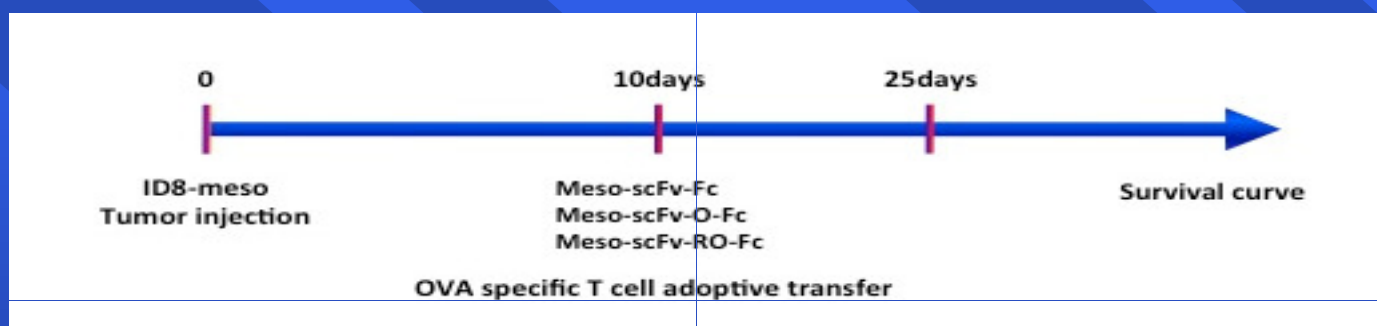 0
10days
25days
ID8-meso
Tumor injection
Meso-scFv-Fc
Meso-scFv-O-Fc
Meso-scFv-RO-Fc
Survival curve
OVA specific T cell adoptive transfer